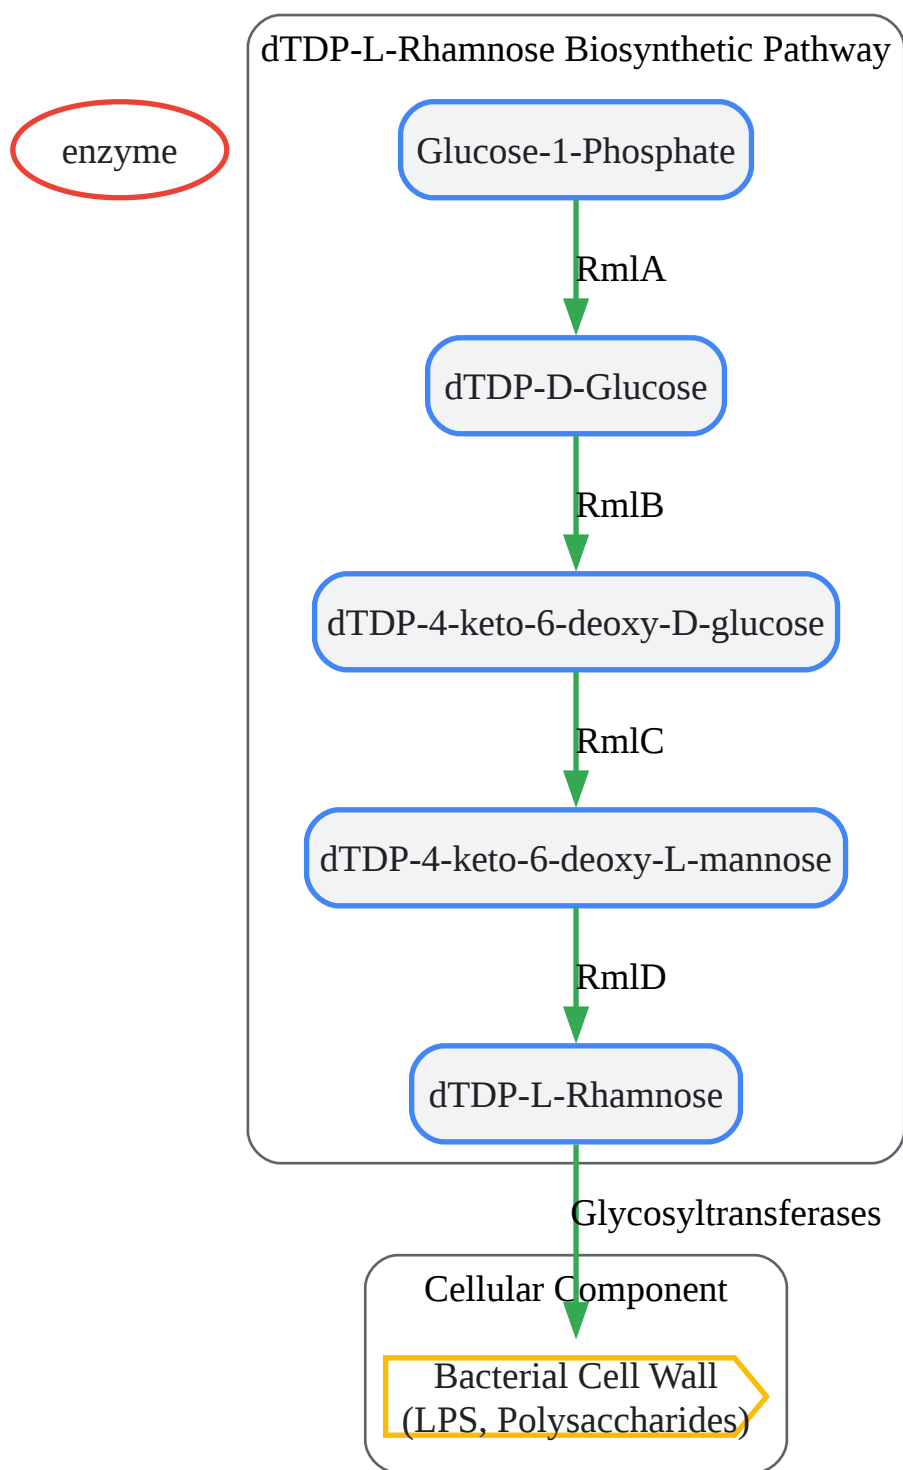 dTDP-L-Rhamnose Biosynthetic Pathway
enzyme
Glucose-1-Phosphate
RmlA
dTDP-D-Glucose
RmlB
dTDP-4-keto-6-deoxy-D-glucose
RmlC
dTDP-4-keto-6-deoxy-L-mannose
RmlD
dTDP-L-Rhamnose
Glycosyltransferases
Cellular Component
Bacterial Cell Wall
(LPS, Polysaccharides)